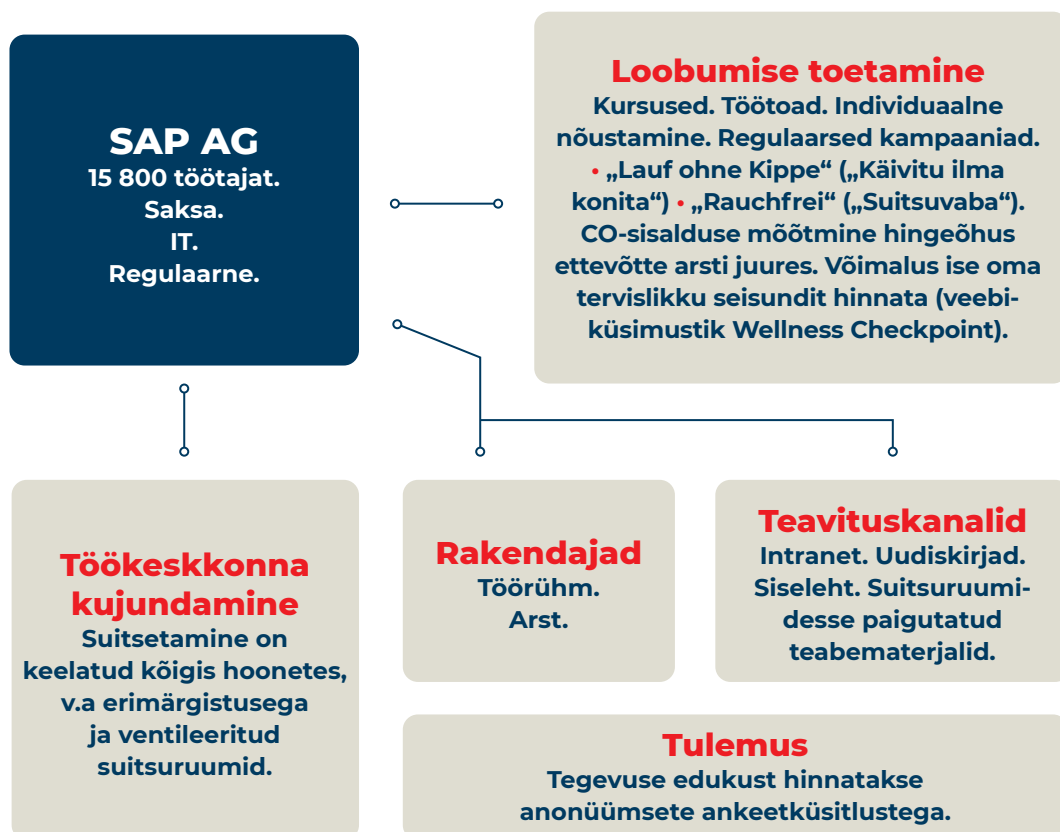 SAP AG
15 800 töötajat.
Saksa.
IT.
Regulaarne.
Loobumise toetamine
Kursused. Töötoad. Individuaalne
nõustamine. Regulaarsed kampaaniad.
• „Lauf ohne Kippe“ („Käivitu ilma
konita“) • „Rauchfrei“ („Suitsuvaba“).
CO-sisalduse mõõtmine hingeõhus
ettevõtte arsti juures. Võimalus ise oma
tervislikku seisundit hinnata (veebi-
küsimustik Wellness Checkpoint).
Töökeskkonna
kujundamine
Suitsetamine on
keelatud kõigis hoonetes,
v.a erimärgistusega
ja ventileeritud
suitsuruumid.
Rakendajad
Töörühm.
Arst.
Teavituskanalid
Intranet. Uudiskirjad.
Siseleht. Suitsuruumi-
desse paigutatud
teabematerjalid.
Tulemus
Tegevuse edukust hinnatakse
anonüümsete ankeetküsitlustega.